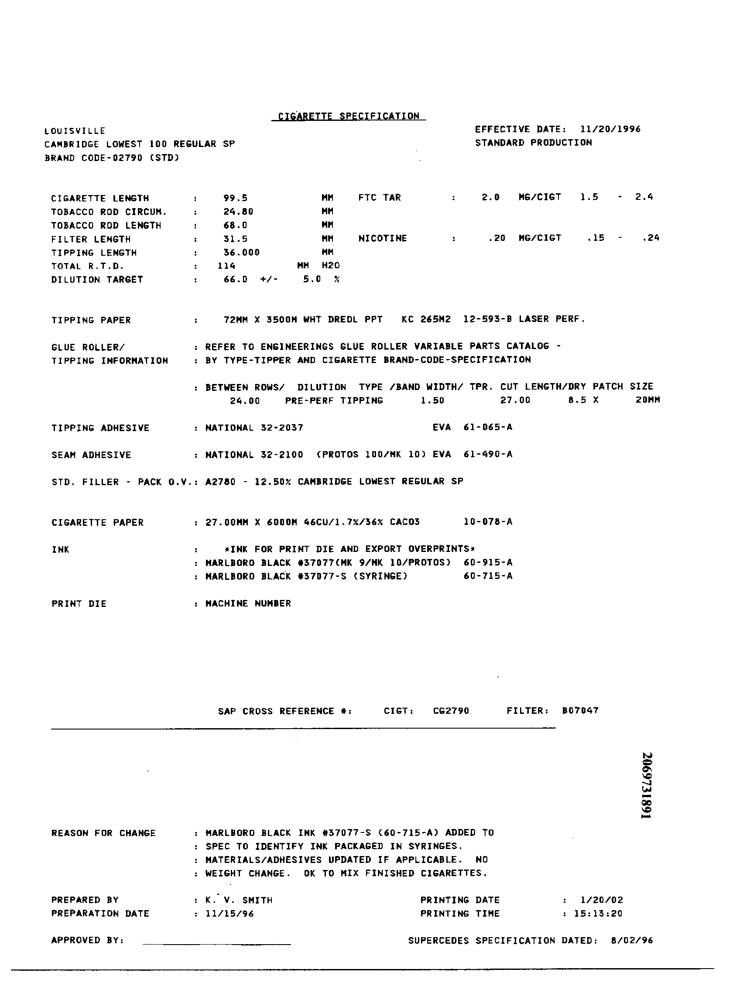 CIGARETTE SPECIFICATION
LOUISVILLE EFFECTIVE DATE: 11/20/1996
CAMBRIDGE LOWEST 100 REGULAR SP STANDARD PRODUCTION
BRAND CODE-02790 (STD)
CIGARETTE LENGTH : 99.5 MM FTC TAR : 2.0 MG/CIGT 1.5 - 2.4
TOBACCO ROD CIRCUM. : 24.80 MM
TOBACCO ROD LENGTH : 68.0 MM
FILTER LENGTH : 31.5 MM NICOTINE : .20 MG/CIGT .15 - .24
TIPPING LENGTH : 36.000 MM
TOTAL R.T.D. : 114 MM H2O
DILUTION TARGET : 66.0 +/- 5.0 %
TIPPING PAPER : 72MM X 3500M WHT DREDL PPT KC 265M2 12-593-B LASER PERF.
GLUE ROLLER/ : REFER TO ENGINEERINGS GLUE ROLLER VARIABLE PARTS CATALOG -
TIPPING INFORMATION : BY TYPE-TIPPER AND CIGARETTE BRAND-CODE-SPECIFICATION
: BETWEEN ROWS/ DILUTION TYPE /BAND WIDTH/ TPR. CUT LENGTH/DRY PATCH SIZE
24.00 PRE-PERF TIPPING 1.50 27.00 8.5 X 20MM
TIPPING ADHESIVE : NATIONAL 32-2037 EVA 61-065-A
SEAM ADHESIVE : NATIONAL 32-2100 (PROTOS 100/MK 10) EVA 61-490-A
STD. FILLER - PACK O.V.: A2780 - 12.50% CAMBRIDGE LOWEST REGULAR SP
CIGARETTE PAPER : 27.00MM X 6000M 46CU/1.7%/36% CACO3 10-078-A
INK : *INK FOR PRINT DIE AND EXPORT OVERPRINTS*
: MARLBORO BLACK #37077(MK 9/MK 10/PROTOS) 60-915-A
: MARLBORO BLACK #37077-S (SYRINGE) 60-715-A
PRINT DIE : MACHINE NUMBER
SAP CROSS REFERENCE #: CIGT: CG2790 FILTER: B07047
2069731891
REASON FOR CHANGE : MARLBORO BLACK INK #37077-S (60-715-A) ADDED TO
: SPEC TO IDENTIFY INK PACKAGED IN SYRINGES.
: MATERIALS/ADHESIVES UPDATED IF APPLICABLE. NO
: WEIGHT CHANGE. OK TO MIX FINISHED CIGARETTES.
PREPARED BY : K. V. SMITH PRINTING DATE : 1/20/02
PREPARATION DATE : 11/15/96 PRINTING TIME : 15:13:20
APPROVED BY: SUPERCEDES SPECIFICATION DATED: 8/02/96